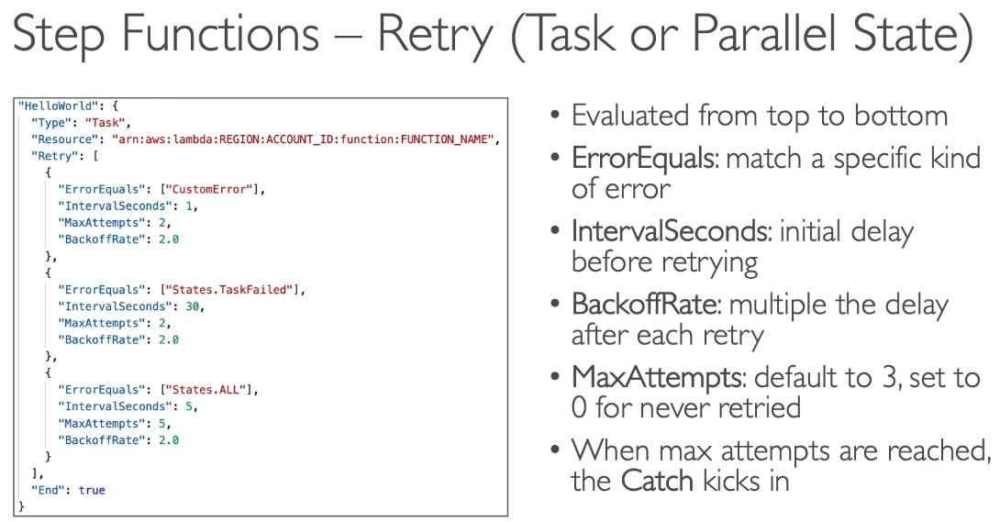 Step Functions – Retry (Task or Parallel State)
"HelloWorld": {
"Type": "Task",
"Resource": "arn:aws:lambda:REGION:ACCOUNT_ID:function:FUNCTION_NAME",
"Retry": [
{
"ErrorEquals": ["CustomError"],
"IntervalSeconds": 1,
"MaxAttempts": 2,
"BackoffRate": 2.0
},
{
"ErrorEquals": ["States.TaskFailed"],
"IntervalSeconds": 30,
"MaxAttempts": 2,
"BackoffRate": 2.0
},
{
"ErrorEquals": ["States.ALL"],
"IntervalSeconds": 5,
"MaxAttempts": 5,
"BackoffRate": 2.0
}
],
"End": true
}
• Evaluated from top to bottom
• ErrorEquals: match a specific kind
of error
• IntervalSeconds: initial delay
before retrying
• BackoffRate: multiple the delay
after each retry
• MaxAttempts: default to 3, set to
0 for never retried
• When max attempts are reached,
the Catch kicks in